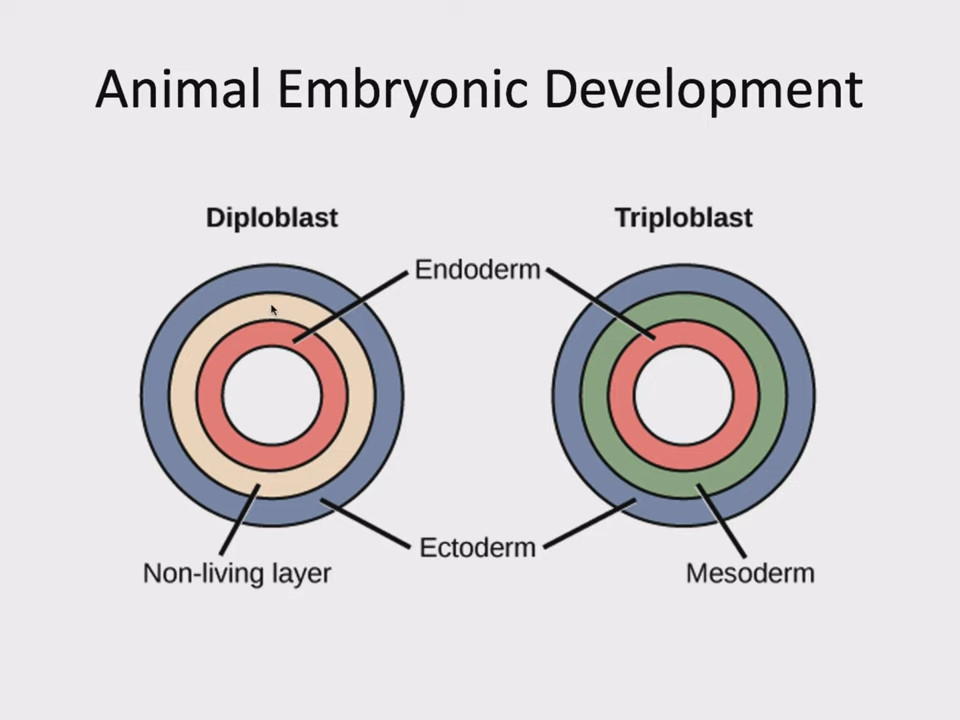 Animal Embryonic Development
Diploblast
Triploblast
Endoderm
Ectoderm
Non-living layer
Mesoderm